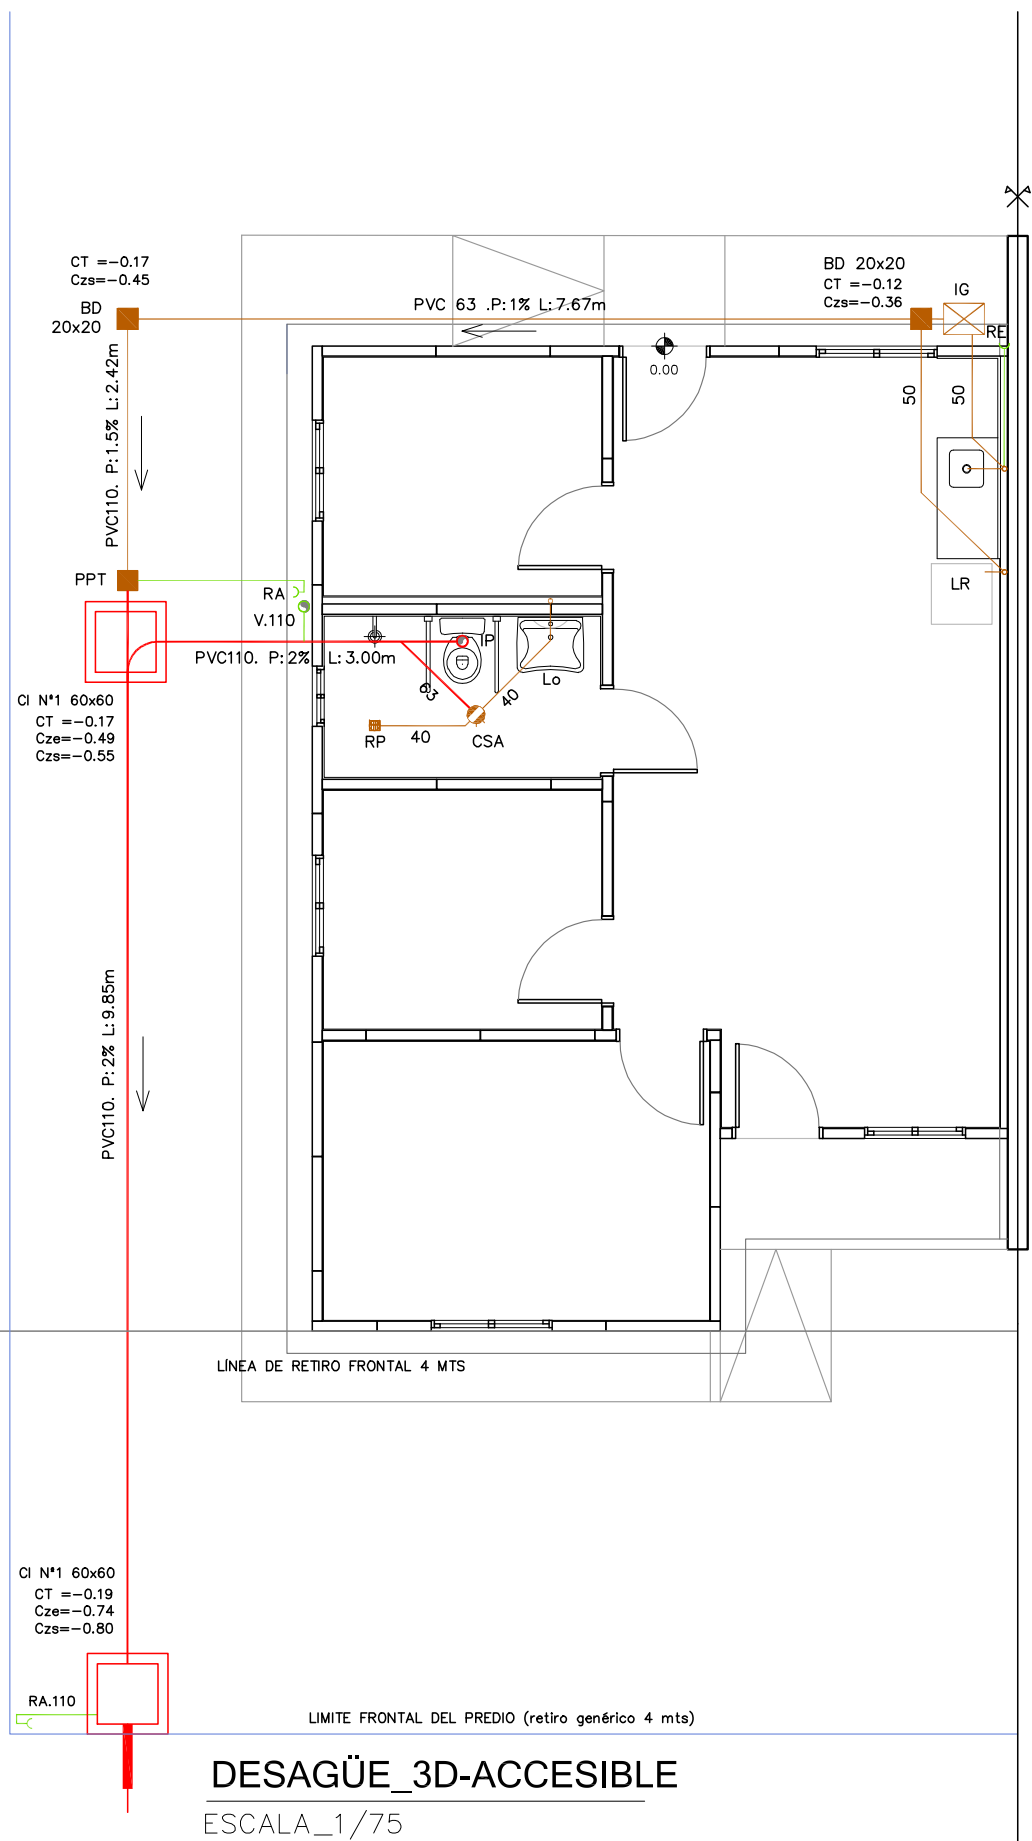 CT =-0.17
Czs=-0.45
BD
20x20
PVC 63 .P:1% L:7.67m
BD 20x20
CT =-0.12
Czs=-0.36
IG
RE
0.00
50
50
PVC110. P:1.5% L:2.42m
PPT
RA
V.110
LR
IP
PVC110. P:2% L:3.00m
Lo
63
40
RP
40
CSA
CI N°1 60x60
CT =-0.17
Cze=-0.49
Czs=-0.55
PVC110. P:2% L:9.85m
LÍNEA DE RETIRO FRONTAL 4 MTS
CI N°1 60x60
CT =-0.19
Cze=-0.74
Czs=-0.80
RA.110
LIMITE FRONTAL DEL PREDIO (retiro genérico 4 mts)
DESAGÜE_3D-ACCESIBLE
ESCALA_1/75